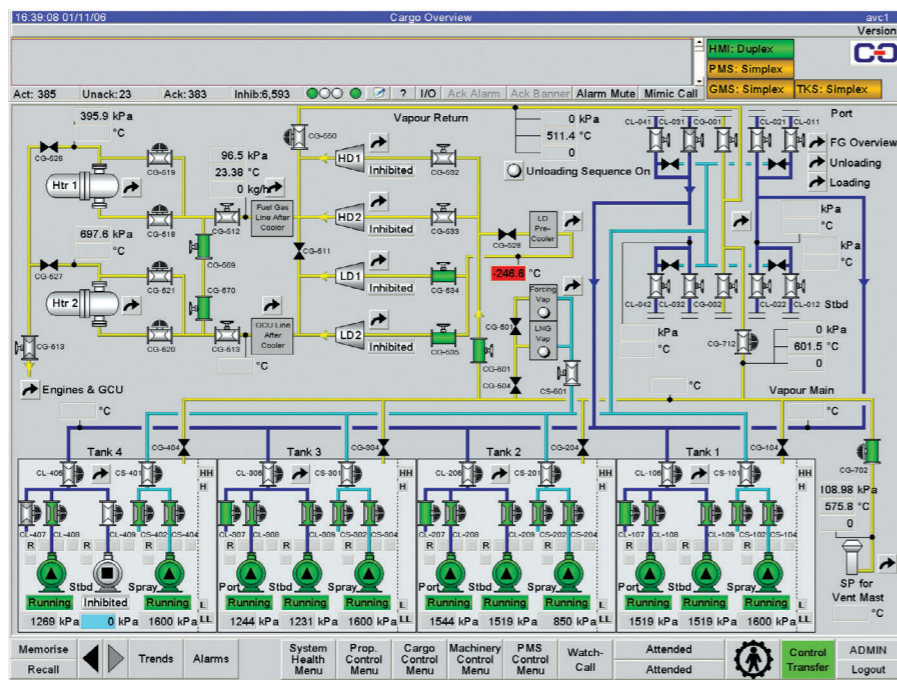 16:39:08 01/11/06 Cargo Overview avc1
Version
HMI: Duplex
PMS: Simplex
GMS: Simplex TKS: Simplex
Act: 385 Unack:23 Ack:383 Inhib:6,593 ? I/O Ack Alarm Ack Banner Alarm Mute Mimic Call
395.9 kPa
°C
CG-626
Htr 1
CG-519
CG-518
697.6 kPa
°C
CG-627
Htr 2
CG-621
CG-620
CG-613
Engines & GCU
96.5 kPa
23.38 °C
0 kg/h
CG-512
Fuel Gas
Line After
Cooler
CG-569
CG-570
CG-513
GCU Line
After
Cooler
°C
CG-550
Vapour Return
HD1
Inhibited
CG-532
HD2
Inhibited
CG-533
CG-511
LD1
Inhibited
CG-534
LD2
Inhibited
CG-535
0 kPa
511.4 °C
0
Unloading Sequence On
LD
Pre-
Cooler
CG-528
-246.6 °C
Forcing
Vap
LNG
Vap
CG-501
CG-504
CG-601
CS-601
Port
CL-041 CL-031 CG-001 CL-021 CL-011
FG Overview
Unloading
Loading
kPa
°C
kPa
°C
CL-042 CL-032 CG-002 CL-022 CL-012
Stbd
kPa
°C
CG-712
0 kPa
601.5 °C
0
°C
Vapour Main
°C
°C
Tank 4 CG-404 Tank 3 CG-304 Tank 2 CG-204 Tank 1 CG-104
CL-406 CS-401 HH H
CL-306 CS-301 HH H
CL-206 CS-201 HH H
CL-106 CS-101 HH H
CG-702
CL-407 CL-408 CL-409 CS-402 CS-404
CL-307 CL-308 CL-309 CS-302 CS-304
CL-207 CL-208 CL-209 CS-202 CS-204
CL-107 CL-108 CL-109 CS-102 CS-104
108.98 kPa
575.8 °C
0
R R R R R R R R R R R R
Stbd Spray Port Stbd Spray Port Stbd Spray Port Stbd Spray
Running Inhibited Running L
Running Running Running L
Running Running Running L
Running Running Running L
1269 kPa 0 kPa 1600 kPa LL
1244 kPa 1231 kPa 1600 kPa LL
1544 kPa 1519 kPa 850 kPa LL
1519 kPa 1519 kPa 1600 kPa LL
SP for
Vent Mast
°C
Memorise
Recall
Trends
Alarms
System
Health
Menu
Prop.
Control
Menu
Cargo
Control
Menu
Machinery
Control
Menu
PMS
Control
Menu
Watch-
Call
Attended
Attended
Control
Transfer
ADMIN
Logout